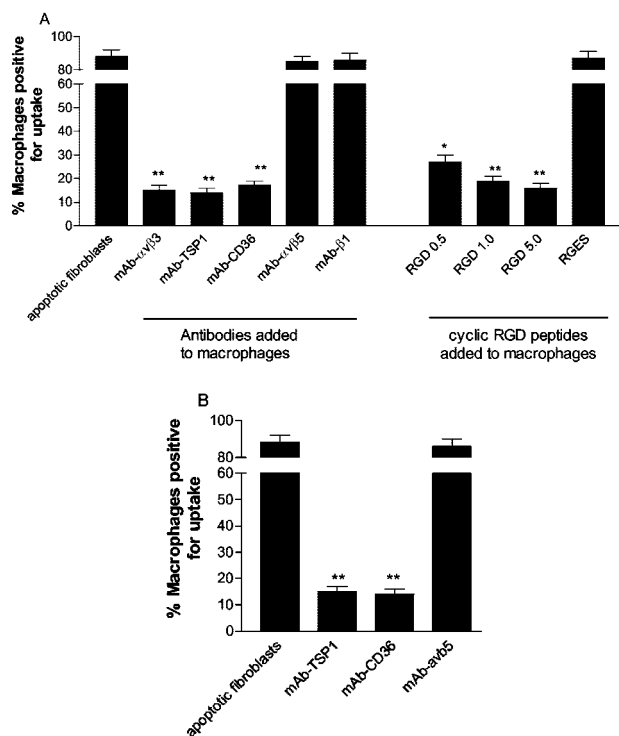 A
% Macrophages positive
for uptake
100
80
60
50
40
30
20
10
0
** ** ** * ** **
apoptotic fibroblasts
mAb-αvβ3
mAb-TSP1
mAb-CD36
mAb-αvβ5
mAb-β1
RGD 0.5
RGD 1.0
RGD 5.0
RGES
Antibodies added
to macrophages
cyclic RGD peptides
added to macrophages
B
% Macrophages positive
for uptake
100
80
60
50
40
30
20
10
0
** **
apoptotic fibroblasts
mAb-TSP1
mAb-CD36
mAb-avb5